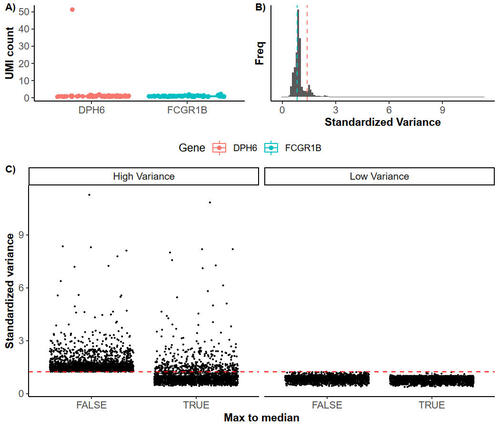 A)
UMI count
50
40
30
20
10
0
DPH6
FCGR1B
B)
Freq
0
3
6
9
Standardized Variance
Gene
DPH6
FCGR1B
C)
High Variance
Low Variance
Standardized variance
9
6
3
0
FALSE
TRUE
FALSE
TRUE
Max to median